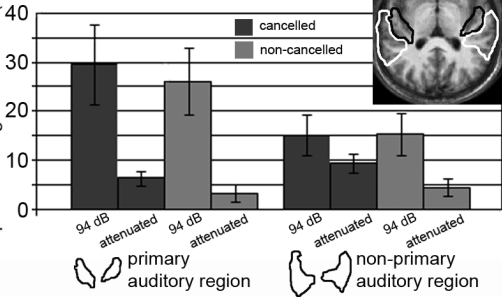 40
cancelled
non-cancelled
30
20
10
0
94 dB
attenuated
94 dB
attenuated
94 dB
attenuated
94 dB
attenuated
primary
auditory region
non-primary
auditory region